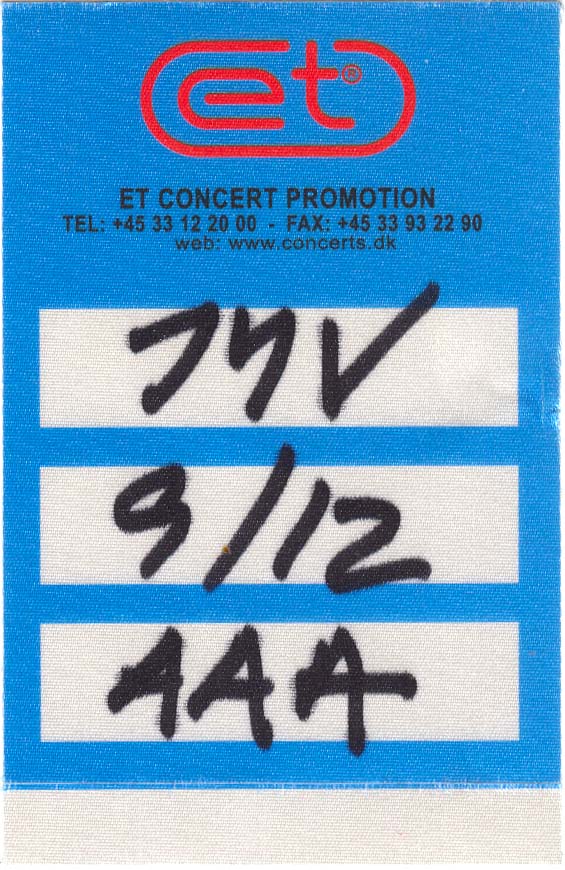 et®
ET CONCERT PROMOTION
TEL: +45 33 12 20 00 - FAX: +45 33 93 22 90
web: www.concerts.dk
9/12
AAA